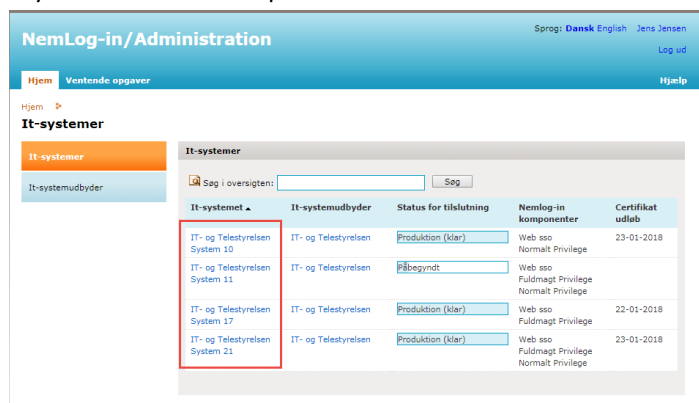 NemLog-in/Administration
Sprog: Dansk English Jens Jensen
Log ud
Hjem Ventende opgaver Hjælp
Hjem
It-systemer
It-systemer
It-systemudbyder
It-systemer
Søg i oversigten: Søg
It-systemet It-systemudbyder Status for tilslutning Nemlog-in komponenter Certifikat udløb
IT- og Telestyrelsen System 10 IT- og Telestyrelsen Produktion (klar) Web sso Normalt Privilege 23-01-2018
IT- og Telestyrelsen System 11 IT- og Telestyrelsen Påbegyndt Web sso Fuldmagt Privilege Normalt Privilege
IT- og Telestyrelsen System 17 IT- og Telestyrelsen Produktion (klar) Web sso Fuldmagt Privilege 22-01-2018
IT- og Telestyrelsen System 21 IT- og Telestyrelsen Produktion (klar) Web sso Fuldmagt Privilege Normalt Privilege 23-01-2018